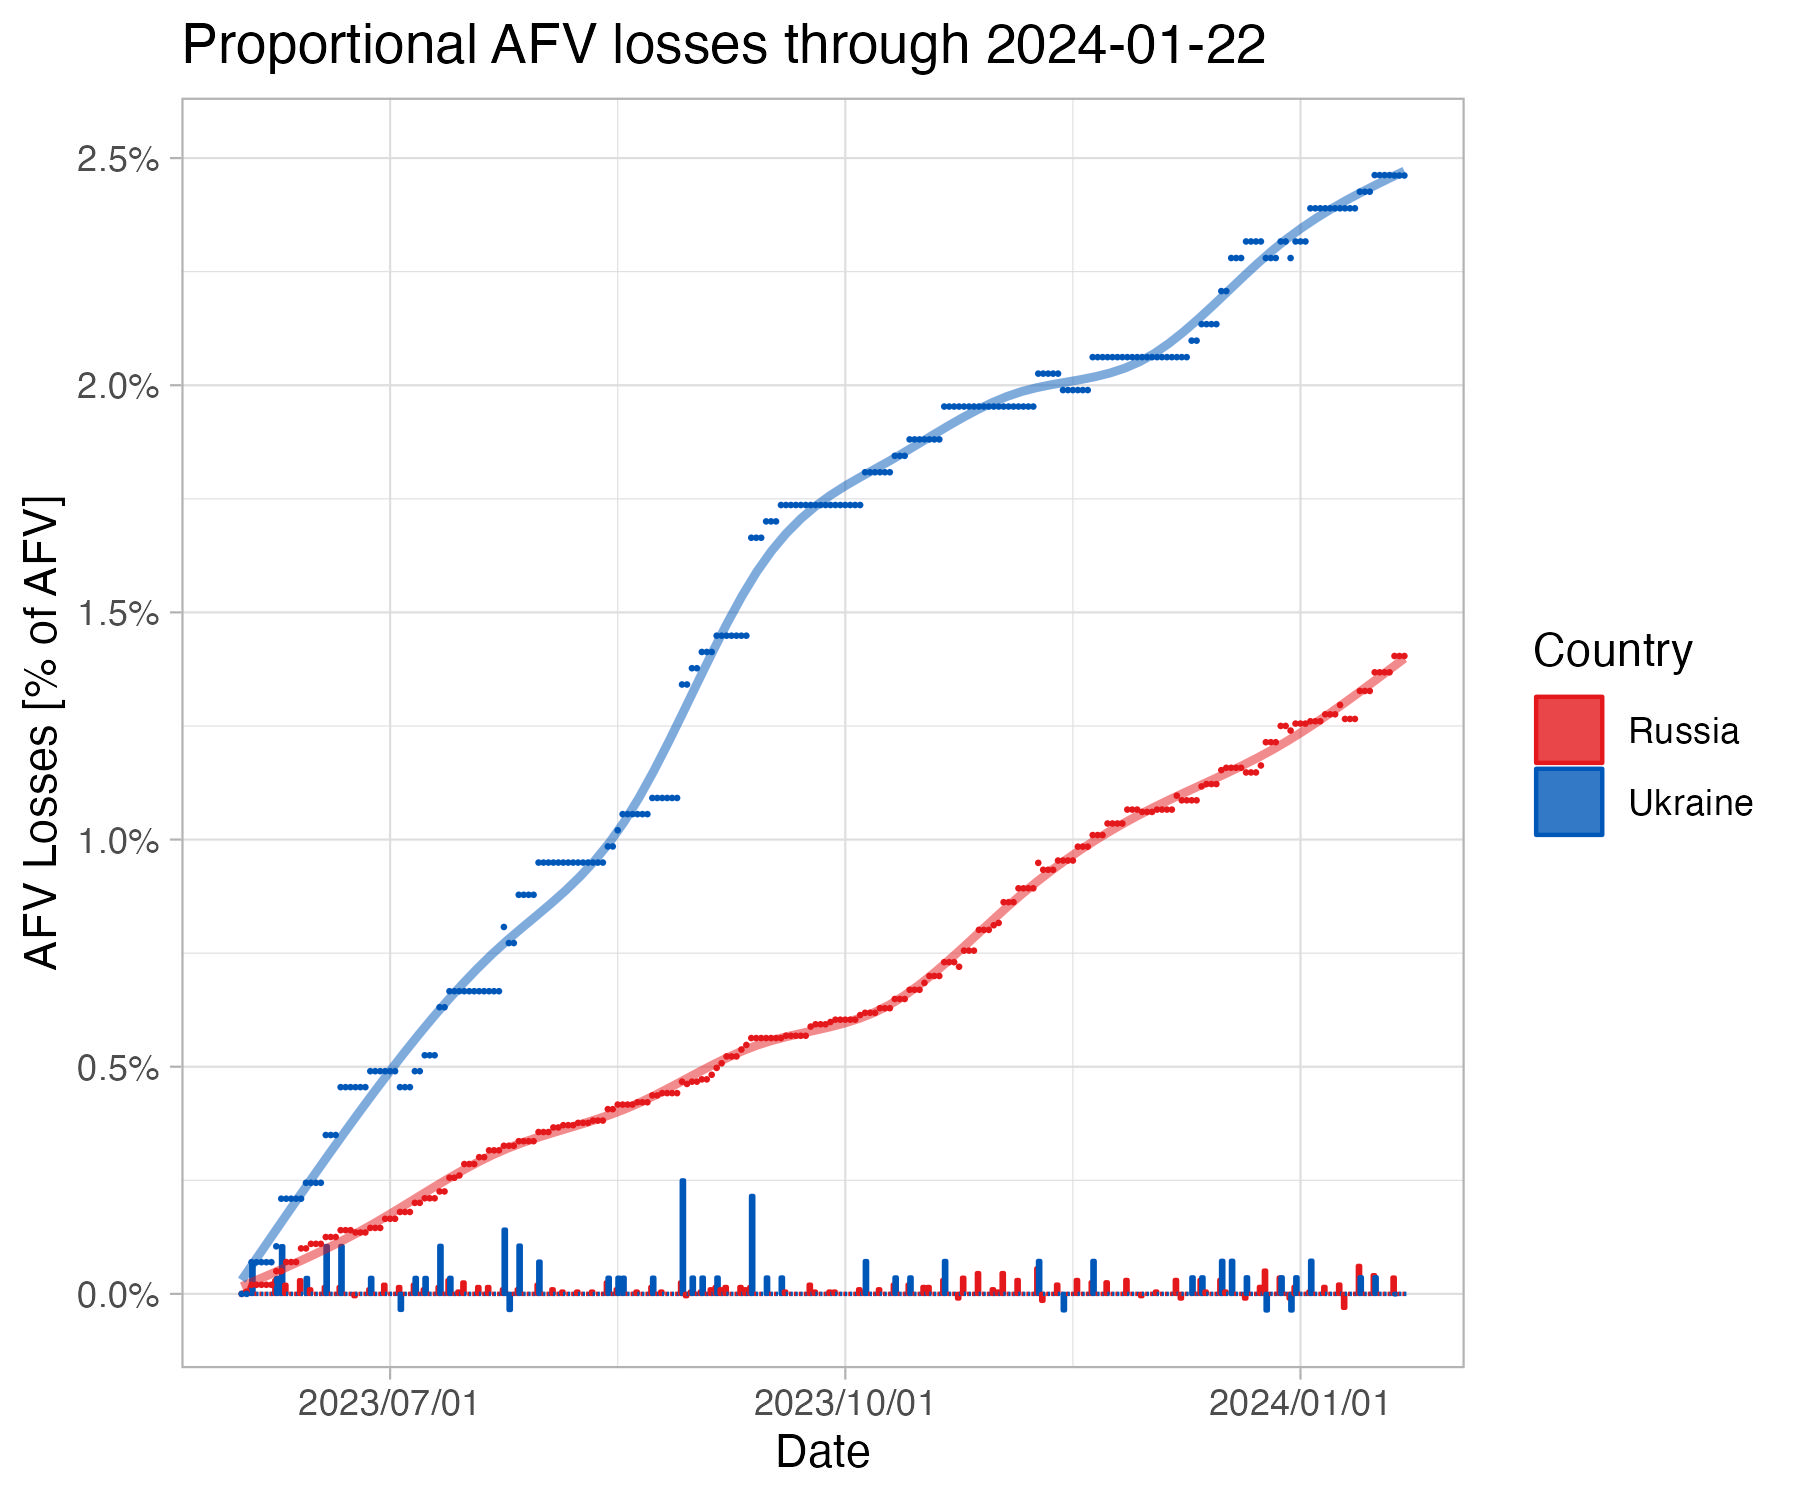 Proportional AFV losses through 2024-01-22
AFV Losses [% of AFV]
2.5%
2.0%
1.5%
1.0%
0.5%
0.0%
2023/07/01
2023/10/01
2024/01/01
Date
Country
Russia
Ukraine